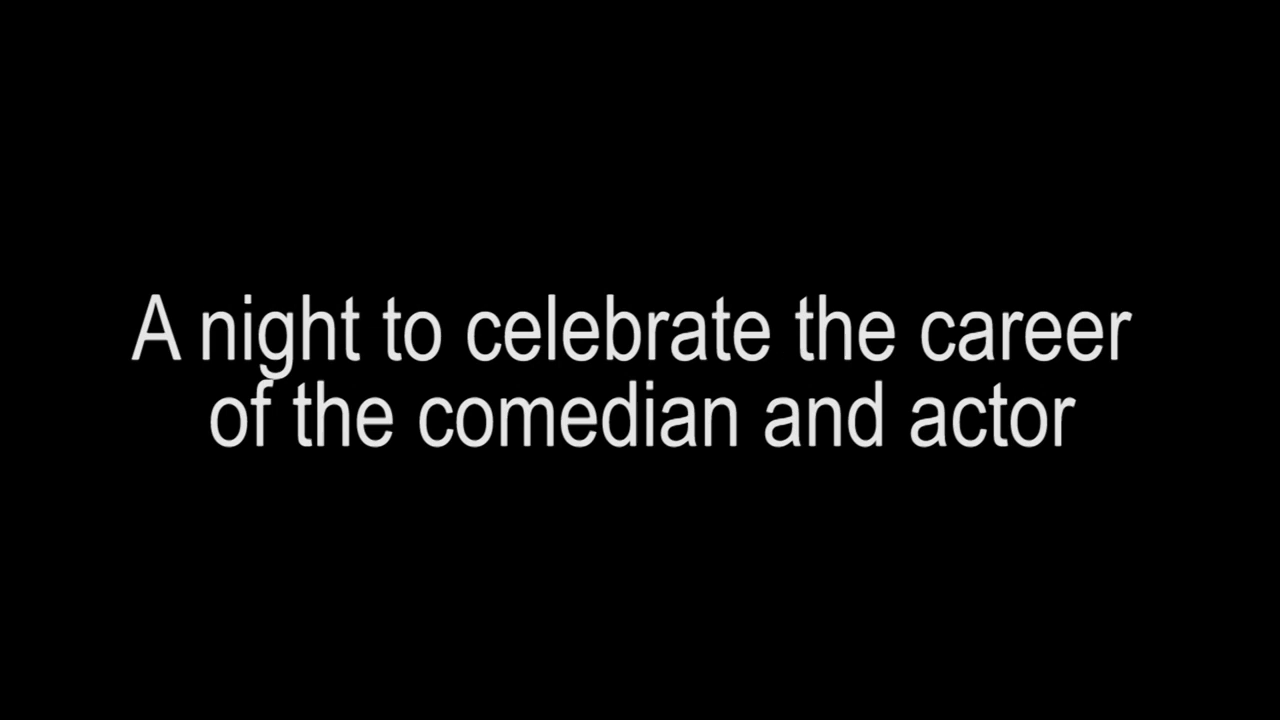 A night to celebrate the career
of the comedian and actor